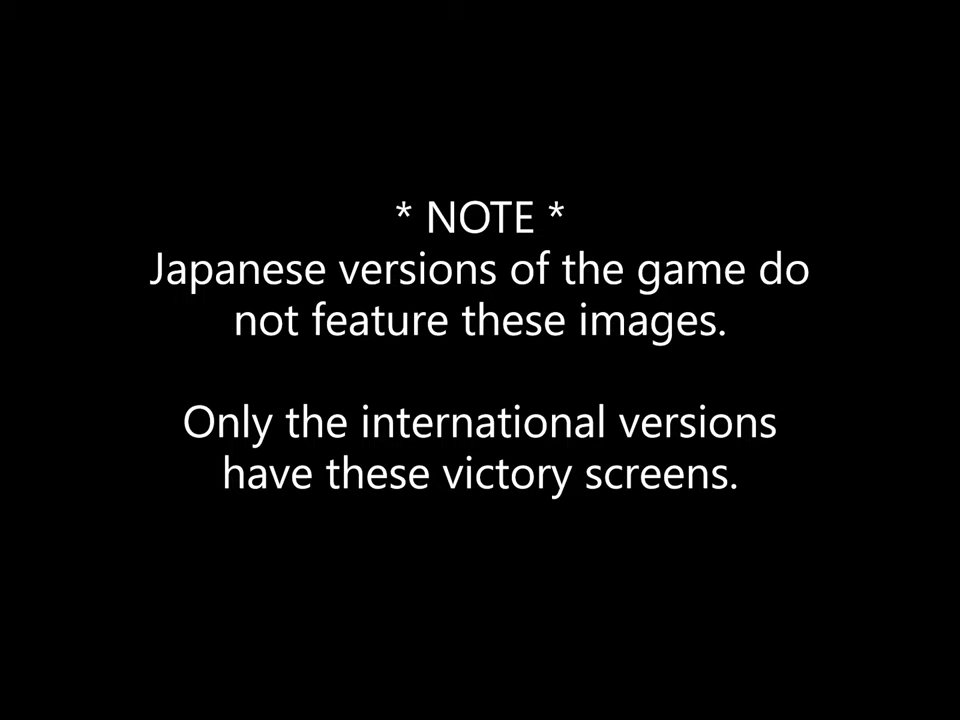 * NOTE *
Japanese versions of the game do
not feature these images.
Only the international versions
have these victory screens.